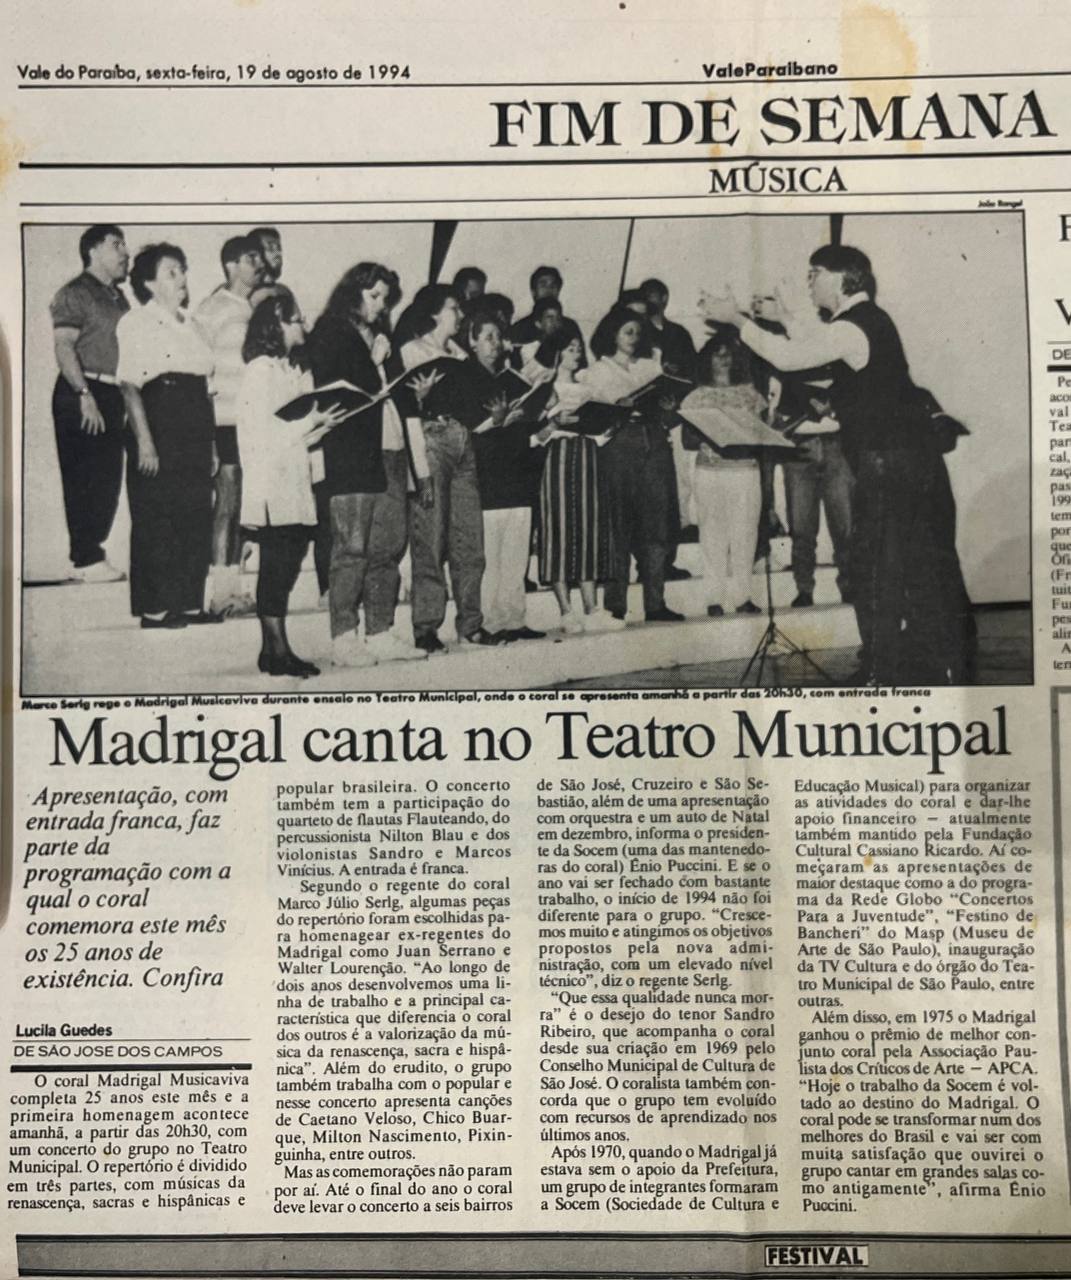 Vale do Paraíba, sexta-feira, 19 de agosto de 1994
ValeParaibano
FIM DE SEMANA
MÚSICA
João Rangel
Marco Serlg rege o Madrigal Musicaviva durante ensaio no Teatro Municipal, onde o coral se apresenta amanhã a partir das 20h30, com entrada franca
Madrigal canta no Teatro Municipal
Apresentação, com
entrada franca, faz
parte da
programação com a
qual o coral
comemora este mês
os 25 anos de
existência. Confira
Lucila Guedes
DE SÃO JOSE DOS CAMPOS
O coral Madrigal Musicaviva
completa 25 anos este mês e a
primeira homenagem acontece
amanhã, a partir das 20h30, com
um concerto do grupo no Teatro
Municipal. O repertório é dividido
em três partes, com músicas da
renascença, sacras e hispânicas e
popular brasileira. O concerto
também tem a participação do
quarteto de flautas Flauteando, do
percussionista Nilton Blau e dos
violonistas Sandro e Marcos
Vinícius. A entrada é franca.
Segundo o regente do coral
Marco Júlio Serlg, algumas peças
do repertório foram escolhidas pa-
ra homenagear ex-regentes do
Madrigal como Juan Serrano e
Walter Lourenção. “Ao longo de
dois anos desenvolvemos uma li-
nha de trabalho e a principal ca-
racterística que diferencia o coral
dos outros é a valorização da mú-
sica da renascença, sacra e hispâ-
nica”. Além do erudito, o grupo
também trabalha com o popular e
nesse concerto apresenta canções
de Caetano Veloso, Chico Buar-
que, Milton Nascimento, Pixin-
guinha, entre outros.
Mas as comemorações não param
por aí. Até o final do ano o coral
deve levar o concerto a seis bairros
de São José, Cruzeiro e São Se-
bastião, além de uma apresentação
com orquestra e um auto de Natal
em dezembro, informa o presiden-
te da Socem (uma das mantenedo-
ras do coral) Ênio Puccini. E se o
ano vai ser fechado com bastante
trabalho, o início de 1994 não foi
diferente para o grupo. “Cresce-
mos muito e atingimos os objetivos
propostos pela nova admi-
nistração, com um elevado nível
técnico”, diz o regente Serlg.
“Que essa qualidade nunca mor-
ra” é o desejo do tenor Sandro
Ribeiro, que acompanha o coral
desde sua criação em 1969 pelo
Conselho Municipal de Cultura de
São José. O coralista também con-
corda que o grupo tem evoluído
com recursos de aprendizado nos
últimos anos.
Após 1970, quando o Madrigal já
estava sem o apoio da Prefeitura,
um grupo de integrantes formaram
a Socem (Sociedade de Cultura e
Educação Musical) para organizar
as atividades do coral e dar-lhe
apoio financeiro — atualmente
também mantido pela Fundação
Cultural Cassiano Ricardo. Aí co-
meçaram as apresentações de
maior destaque como a do progra-
ma da Rede Globo “Concertos
Para a Juventude”, “Festino de
Bancheri” do Masp (Museu de
Arte de São Paulo), inauguração
da TV Cultura e do órgão do Tea-
tro Municipal de São Paulo, entre
outras.
Além disso, em 1975 o Madrigal
ganhou o prêmio de melhor con-
junto coral pela Associação Pau-
lista dos Críticos de Arte — APCA.
“Hoje o trabalho da Socem é vol-
tado ao destino do Madrigal. O
coral pode se transformar num dos
melhores do Brasil e vai ser com
muita satisfação que ouvirei o
grupo cantar em grandes salas co-
mo antigamente”, afirma Ênio
Puccini.
FESTIVAL